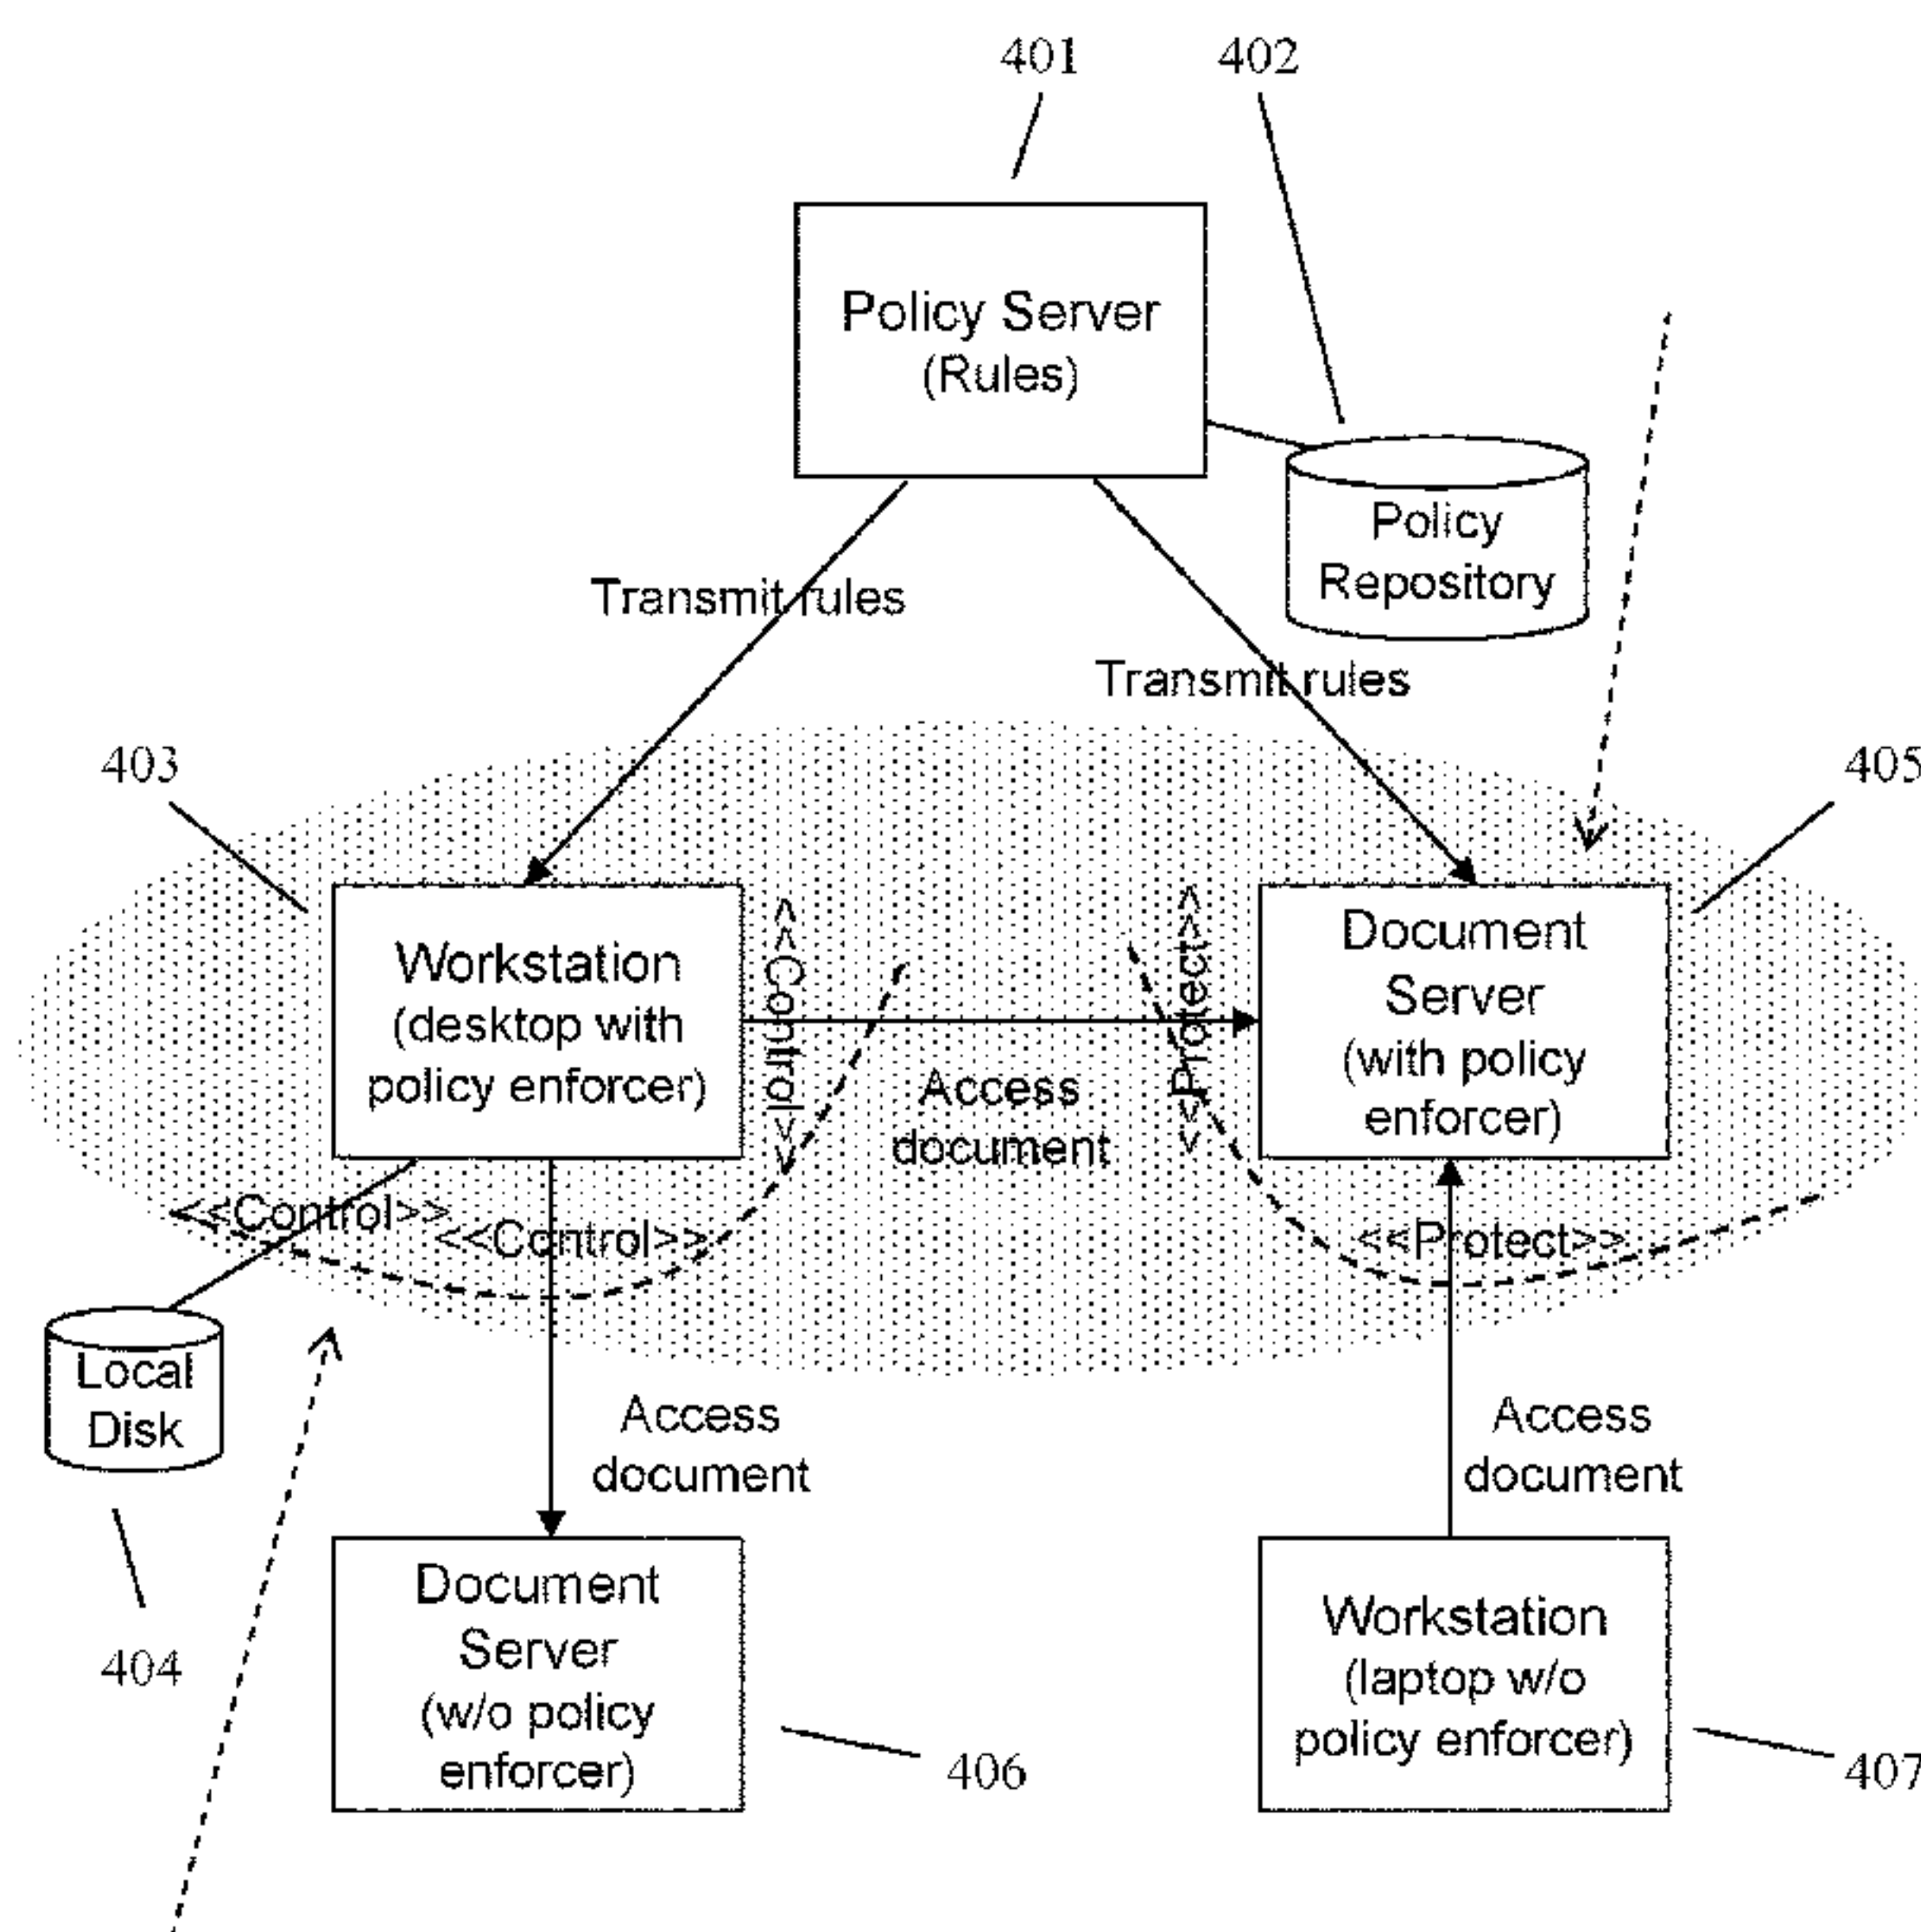 401
402
Policy Server
(Rules)
Policy
Repository
Transmit rules
Transmit rules
403
405
Workstation
(desktop with
policy enforcer)
<<Control>>
Access
document
<<Protect>>
Document
Server
(with policy
enforcer)
<<Control>>
<<Control>>
<<Protect>>
Local
Disk
Access
document
Access
document
404
Document
Server
(w/o policy
enforcer)
406
Workstation
(laptop w/o
policy enforcer)
407